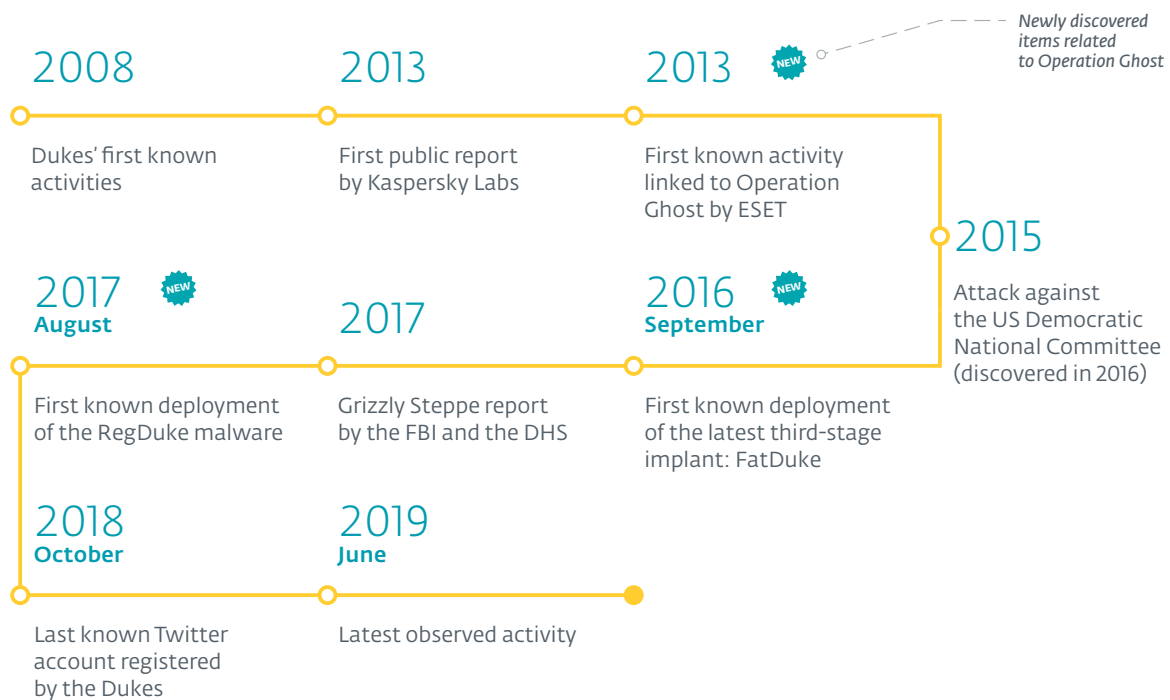 Newly discovered
items related
to Operation Ghost
2008
Dukes' first known
activities
2013
First public report
by Kaspersky Labs
2013
NEW
First known activity
linked to Operation
Ghost by ESET
2015
Attack against
the US Democratic
National Committee
(discovered in 2016)
2016
NEW
September
First known deployment
of the latest third-stage
implant: FatDuke
2017
Grizzly Steppe report
by the FBI and the DHS
2017
NEW
August
First known deployment
of the RegDuke malware
2018
October
Last known Twitter
account registered
by the Dukes
2019
June
Latest observed activity